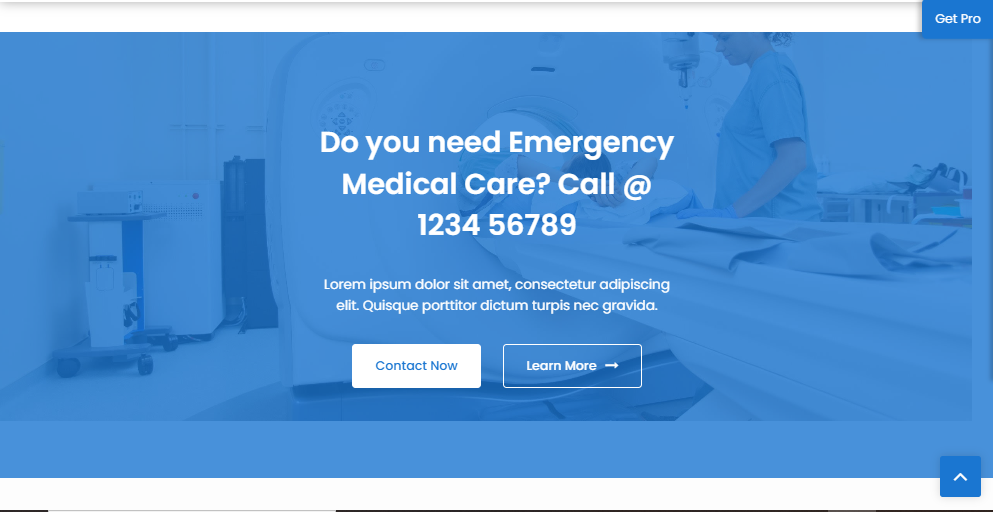 Get Pro
Do you need Emergency
Medical Care? Call @
1234 56789
Lorem ipsum dolor sit amet, consectetur adipiscing
elit. Quisque porttitor dictum turpis nec gravida.
Contact Now
Learn More